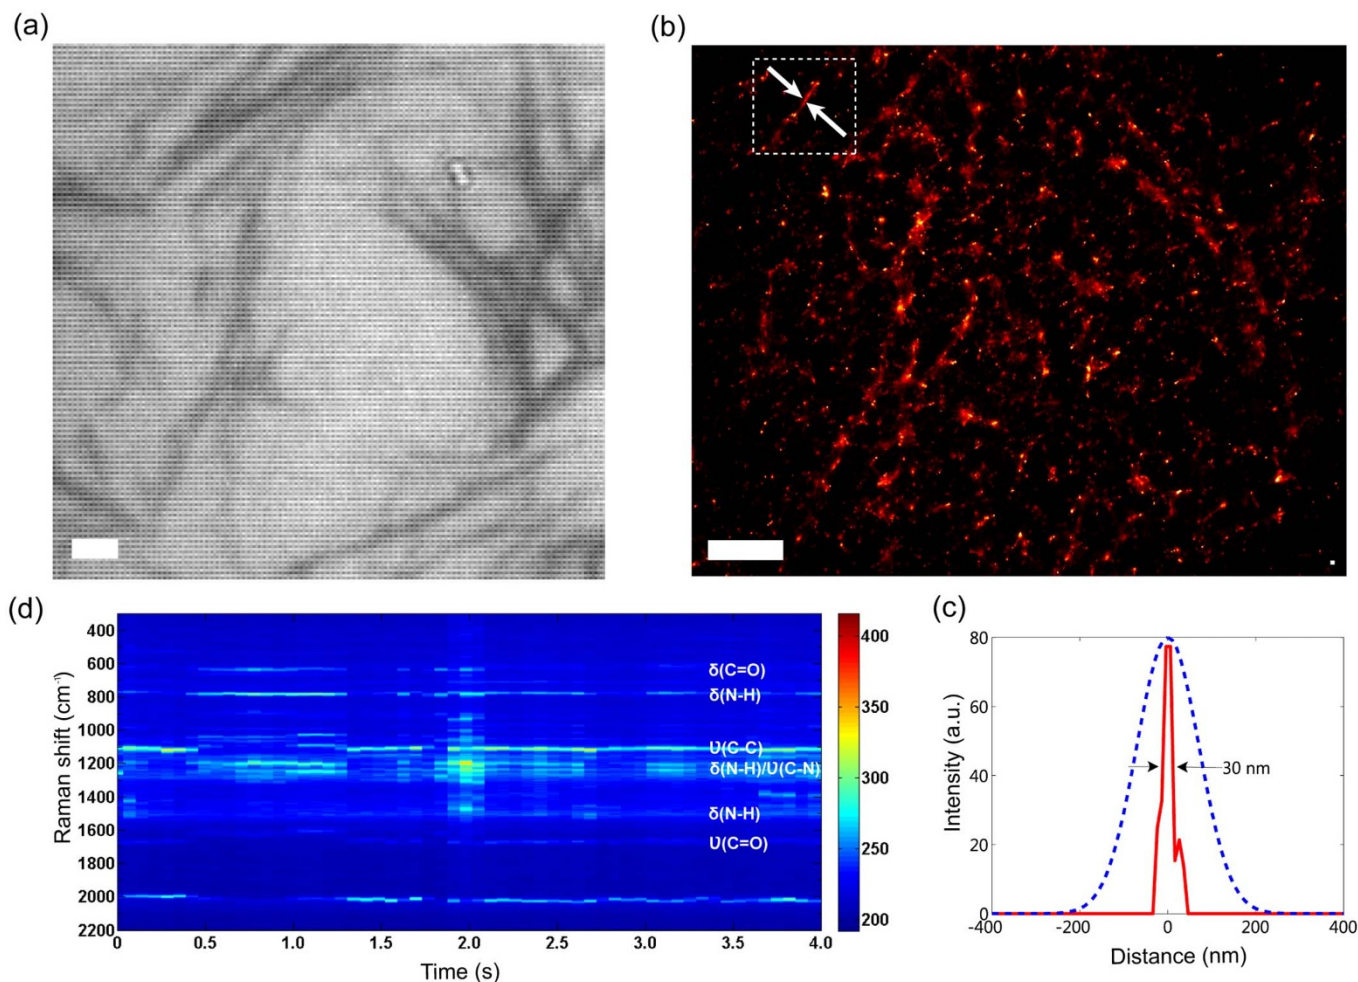 (a)
(b)
(d)
400
600
800
1000
1200
1400
1600
1800
2000
2200
Raman shift (cm⁻¹)
0
0.5
1.0
1.5
2.0
2.5
3.0
3.5
4.0
Time (s)
δ(C=O)
δ(N-H)
υ(C-C)
δ(N-H)/υ(C-N)
δ(N-H)
υ(C=O)
400
350
300
250
200
(c)
80
60
40
20
0
Intensity (a.u.)
30 nm
-400
-200
0
200
400
Distance (nm)